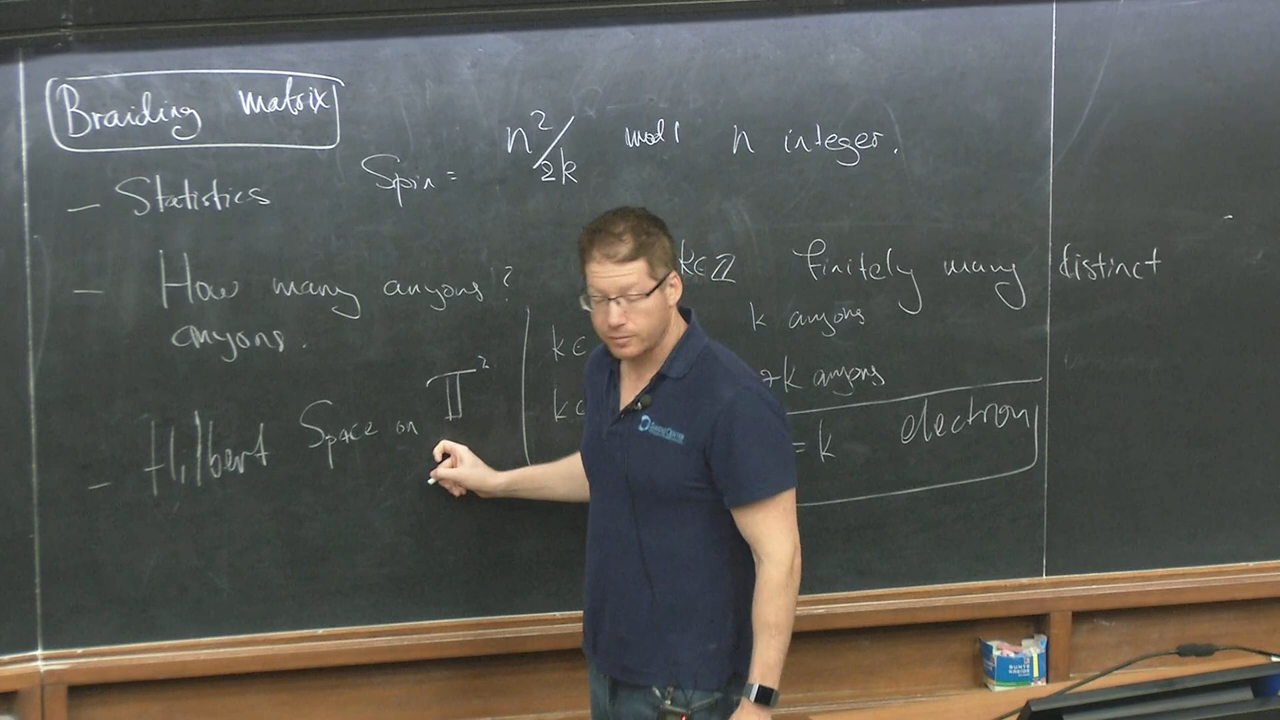 Braiding matrix
– Statistics Spin = n²/2k mod 1 n integer.
– How many anyons? k∈ℤ finitely many distinct
anyons. k∈ k anyons
k∈ k anyons
– Hilbert Space on 𝕋² = k electron